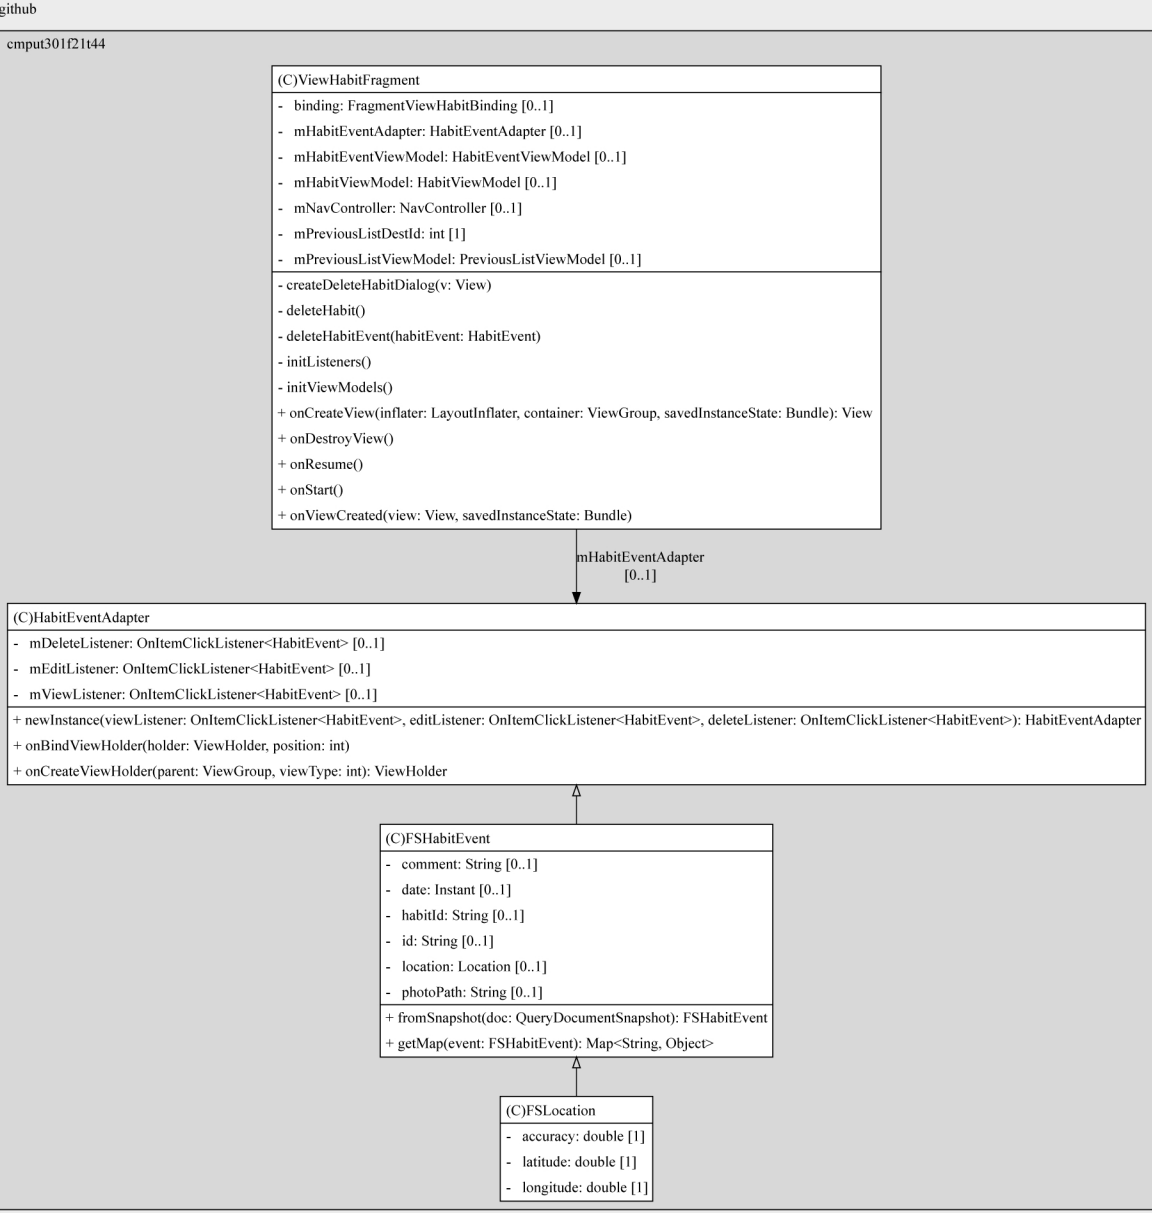 github
cmput301f21t44
(C)ViewHabitFragment
- binding: FragmentViewHabitBinding [0..1]
- mHabitEventAdapter: HabitEventAdapter [0..1]
- mHabitEventViewModel: HabitEventViewModel [0..1]
- mHabitViewModel: HabitViewModel [0..1]
- mNavController: NavController [0..1]
- mPreviousListDestId: int [1]
- mPreviousListViewModel: PreviousListViewModel [0..1]
- createDeleteHabitDialog(v: View)
- deleteHabit()
- deleteHabitEvent(habitEvent: HabitEvent)
- initListeners()
- initViewModels()
+ onCreateView(inflater: LayoutInflater, container: ViewGroup, savedInstanceState: Bundle): View
+ onDestroyView()
+ onResume()
+ onStart()
+ onViewCreated(view: View, savedInstanceState: Bundle)
mHabitEventAdapter
[0..1]
(C)HabitEventAdapter
- mDeleteListener: OnItemClickListener<HabitEvent> [0..1]
- mEditListener: OnItemClickListener<HabitEvent> [0..1]
- mViewListener: OnItemClickListener<HabitEvent> [0..1]
+ newInstance(viewListener: OnItemClickListener<HabitEvent>, editListener: OnItemClickListener<HabitEvent>, deleteListener: OnItemClickListener<HabitEvent>): HabitEventAdapter
+ onBindViewHolder(holder: ViewHolder, position: int)
+ onCreateViewHolder(parent: ViewGroup, viewType: int): ViewHolder
(C)FSHabitEvent
- comment: String [0..1]
- date: Instant [0..1]
- habitId: String [0..1]
- id: String [0..1]
- location: Location [0..1]
- photoPath: String [0..1]
+ fromSnapshot(doc: QueryDocumentSnapshot): FSHabitEvent
+ getMap(event: FSHabitEvent): Map<String, Object>
(C)FSLocation
- accuracy: double [1]
- latitude: double [1]
- longitude: double [1]